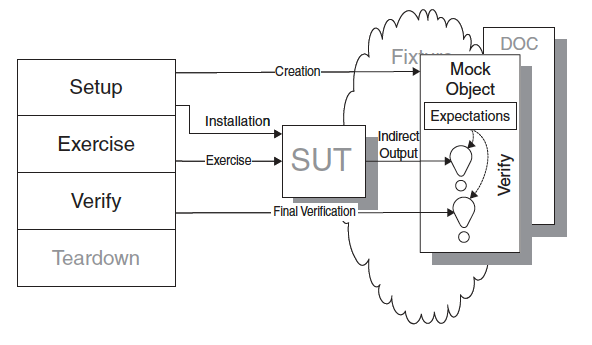 DOC
Fixture
Mock
Object
Creation
Setup
Expectations
Installation
Indirect
Output
Exercise
Exercise
SUT
Verify
Verify
Final Verification
Teardown